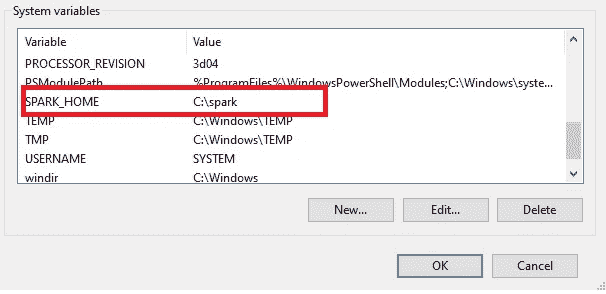 System variables
Variable Value
PROCESSOR_REVISION 3d04
PSModulePath %ProgramFiles%\WindowsPowerShell\Modules;C:\Windows\syste...
SPARK_HOME C:\spark
TEMP C:\Windows\TEMP
TMP C:\Windows\TEMP
USERNAME SYSTEM
windir C:\Windows
New... Edit... Delete
OK Cancel